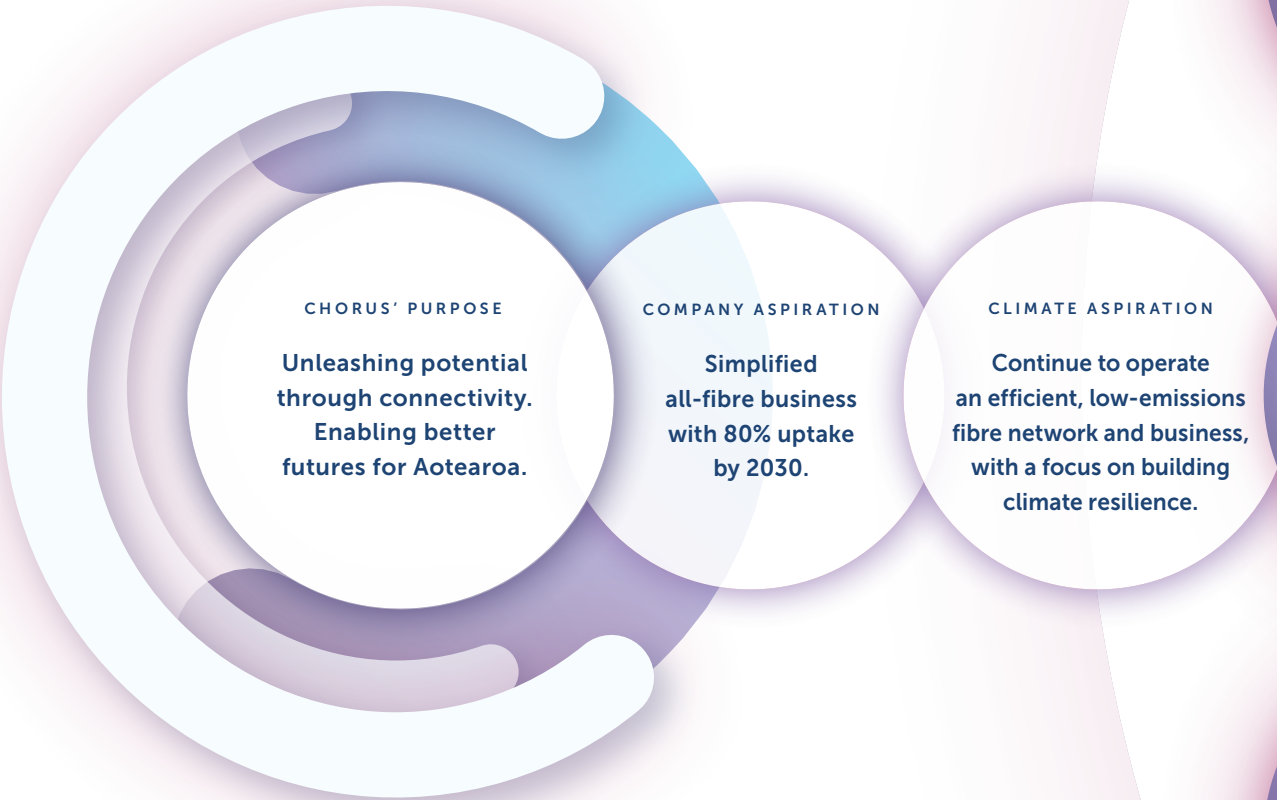 CHORUS’ PURPOSE
Unleashing potential
through connectivity.
Enabling better
futures for Aotearoa.
COMPANY ASPIRATION
Simplified
all-fibre business
with 80% uptake
by 2030.
CLIMATE ASPIRATION
Continue to operate
an efficient, low-emissions
fibre network and business,
with a focus on building
climate resilience.